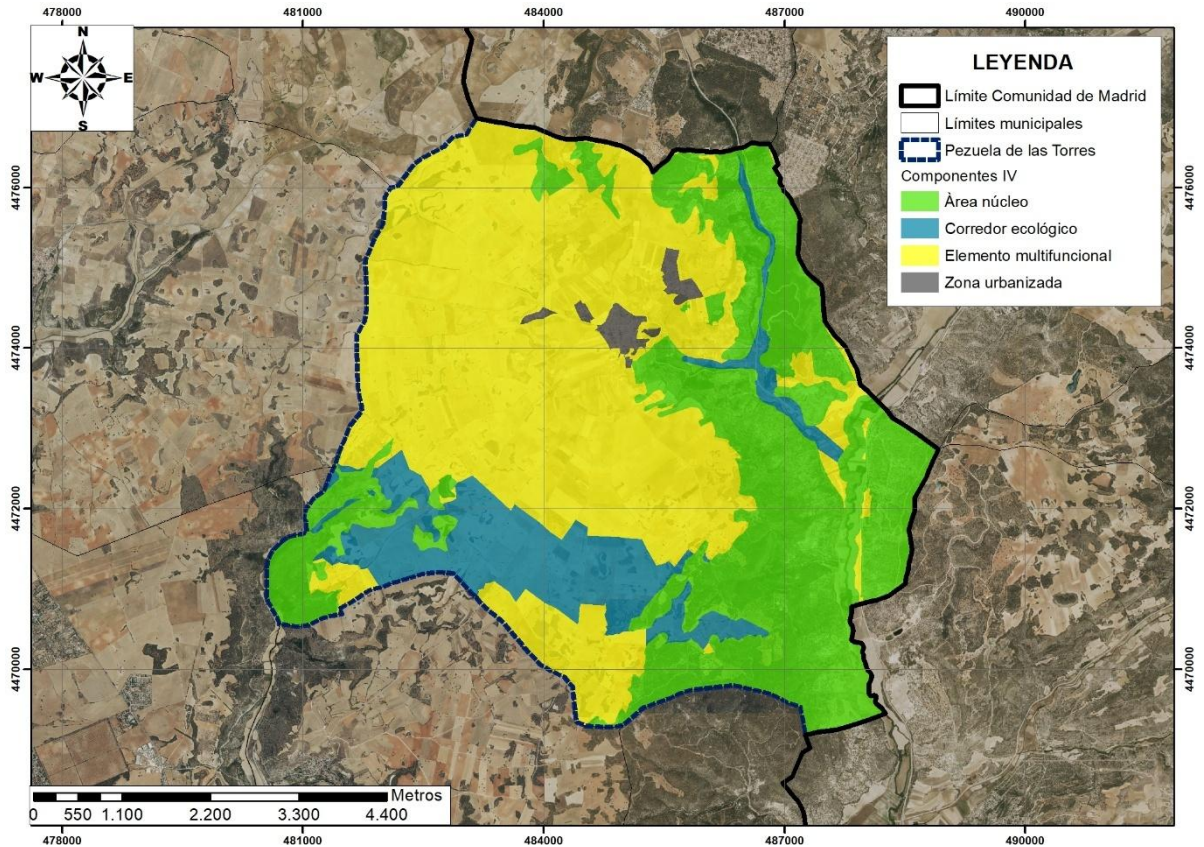 478000 481000 484000 487000 490000
N
W E
S
LEYENDA
Límite Comunidad de Madrid
Límites municipales
Pezuela de las Torres
Componentes IV
Àrea núcleo
Corredor ecológico
Elemento multifuncional
Zona urbanizada
4476000 4476000
4474000 4474000
4472000 4472000
4470000 4470000
Metros
0 550 1.100 2.200 3.300 4.400
478000 481000 484000 487000 490000